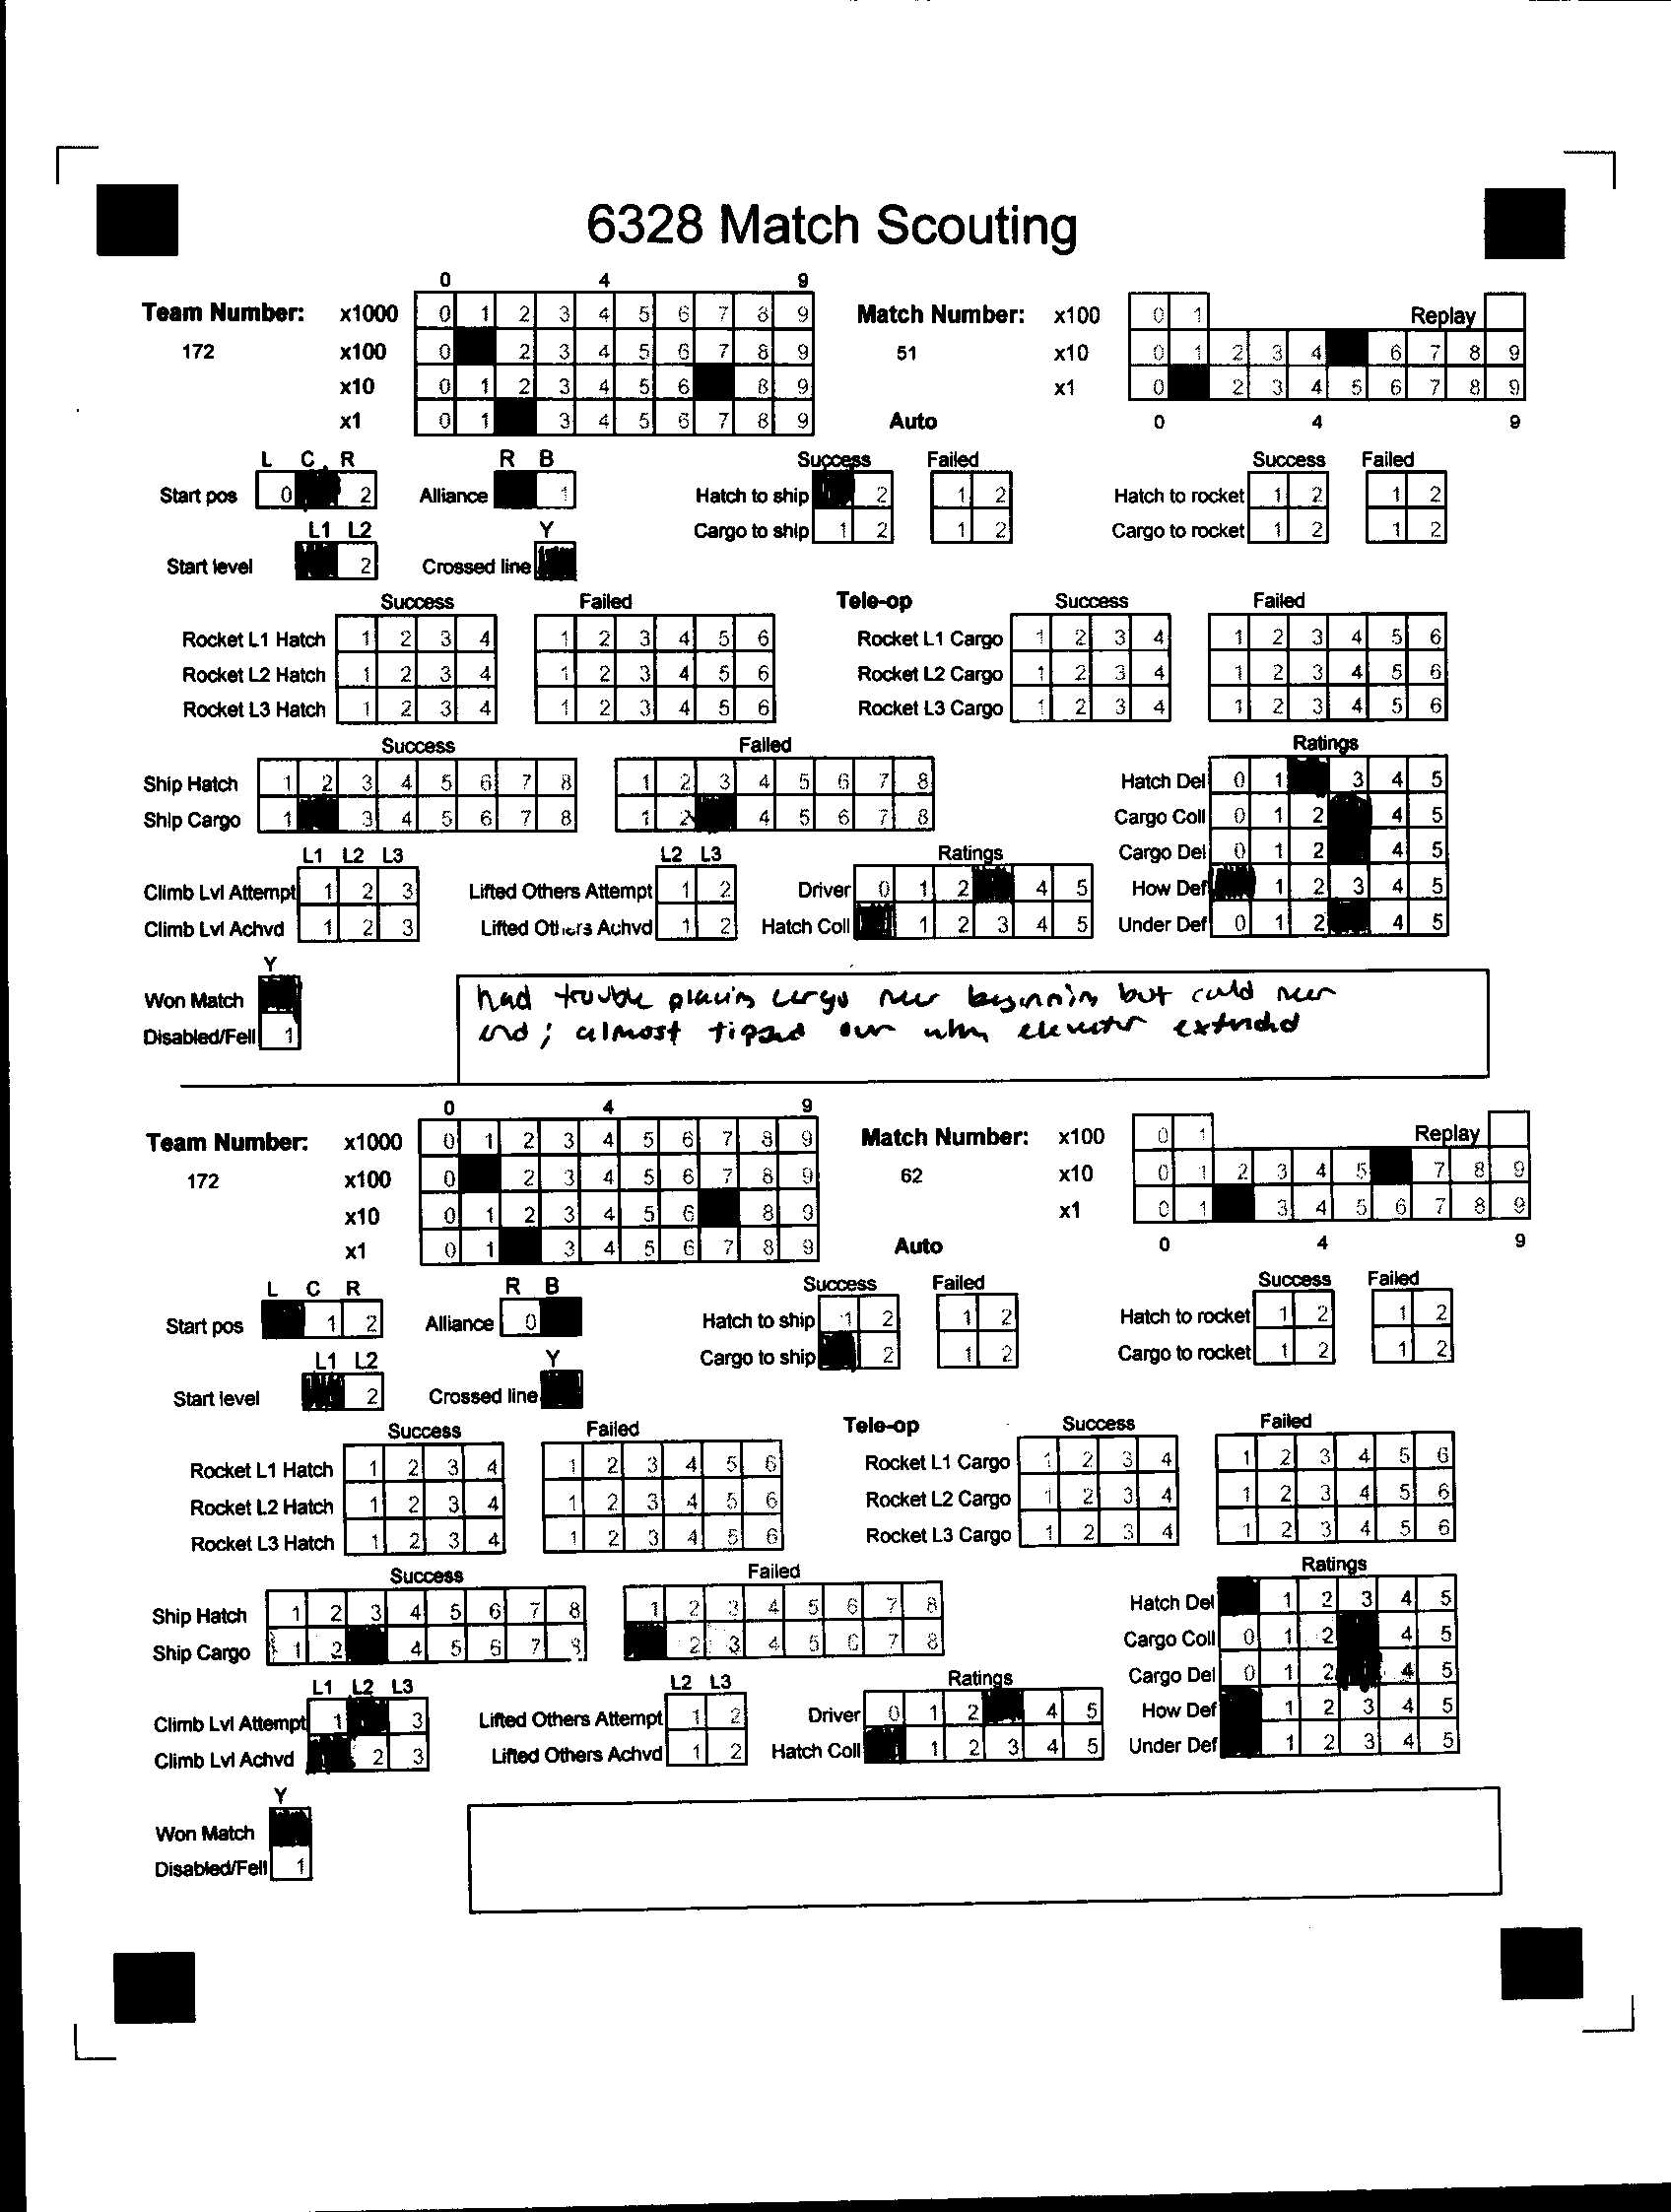 6328 Match Scouting
0 4 9
Team Number: x1000 0 1 2 3 4 5 6 7 8 9 Match Number: x100 0 1 Replay
172 x100 0 2 3 4 5 6 7 8 9 51 x10 0 1 2 3 4 6 7 8 9
x10 0 1 2 3 4 5 6 8 9 x1 0 2 3 4 5 6 7 8 9
x1 0 1 3 4 5 6 7 8 9 Auto 0 4 9
L C R R B Success Failed Success Failed
Start pos 0 2 Alliance 1 Hatch to ship 2 1 2 Hatch to rocket 1 2 1 2
L1 L2 Y Cargo to ship 1 2 1 2 Cargo to rocket 1 2 1 2
Start level 2 Crossed line
Success Failed Tele-op Success Failed
Rocket L1 Hatch 1 2 3 4 1 2 3 4 5 6 Rocket L1 Cargo 1 2 3 4 1 2 3 4 5 6
Rocket L2 Hatch 1 2 3 4 1 2 3 4 5 6 Rocket L2 Cargo 1 2 3 4 1 2 3 4 5 6
Rocket L3 Hatch 1 2 3 4 1 2 3 4 5 6 Rocket L3 Cargo 1 2 3 4 1 2 3 4 5 6
Success Failed Ratings
Ship Hatch 1 2 3 4 5 6 7 8 1 2 3 4 5 6 7 8 Hatch Del 0 1 3 4 5
Ship Cargo 1 3 4 5 6 7 8 1 2 4 5 6 7 8 Cargo Coll 0 1 2 4 5
L1 L2 L3 L2 L3 Ratings Cargo Del 0 1 2 4 5
Climb Lvl Attempt 1 2 3 Lifted Others Attempt 1 2 Driver 0 1 2 4 5 How Def 1 2 3 4 5
Climb Lvl Achvd 1 2 3 Lifted Others Achvd 1 2 Hatch Coll 1 2 3 4 5 Under Def 0 1 2 4 5
Y
Won Match had trouble placing cargo near beginning but could near
Disabled/Fell 1 end; almost tipped over when elevator extended
0 4 9
Team Number: x1000 0 1 2 3 4 5 6 7 8 9 Match Number: x100 0 1 Replay
172 x100 0 2 3 4 5 6 7 8 9 62 x10 0 1 2 3 4 5 7 8 9
x10 0 1 2 3 4 5 6 8 9 x1 0 1 3 4 5 6 7 8 9
x1 0 1 3 4 5 6 7 8 9 Auto 0 4 9
L C R R B Success Failed Success Failed
Start pos 1 2 Alliance 0 Hatch to ship 1 2 1 2 Hatch to rocket 1 2 1 2
L1 L2 Y Cargo to ship 2 1 2 Cargo to rocket 1 2 1 2
Start level 2 Crossed line
Success Failed Tele-op Success Failed
Rocket L1 Hatch 1 2 3 4 1 2 3 4 5 6 Rocket L1 Cargo 1 2 3 4 1 2 3 4 5 6
Rocket L2 Hatch 1 2 3 4 1 2 3 4 5 6 Rocket L2 Cargo 1 2 3 4 1 2 3 4 5 6
Rocket L3 Hatch 1 2 3 4 1 2 3 4 5 6 Rocket L3 Cargo 1 2 3 4 1 2 3 4 5 6
Success Failed Ratings
Ship Hatch 1 2 3 4 5 6 7 8 1 2 3 4 5 6 7 8 Hatch Del 1 2 3 4 5
Ship Cargo 1 2 4 5 6 7 8 2 3 4 5 6 7 8 Cargo Coll 0 1 2 4 5
L1 L2 L3 L2 L3 Ratings Cargo Del 0 1 2 4 5
Climb Lvl Attempt 1 3 Lifted Others Attempt 1 2 Driver 0 1 2 4 5 How Def 1 2 3 4 5
Climb Lvl Achvd 2 3 Lifted Others Achvd 1 2 Hatch Coll 1 2 3 4 5 Under Def 1 2 3 4 5
Y
Won Match
Disabled/Fell 1